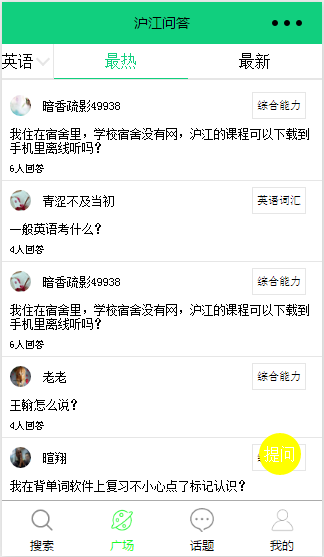 沪江问答
英语 最热 最新
暗香疏影49938 综合能力
我住在宿舍里，学校宿舍没有网，沪江的课程可以下载到
手机里离线听吗？
6人回答
青涩不及当初 英语词汇
一般英语考什么？
4人回答
暗香疏影49938 综合能力
我住在宿舍里，学校宿舍没有网，沪江的课程可以下载到
手机里离线听吗？
6人回答
老老 综合能力
王翰怎么说？
4人回答
暄翔 提问
我在背单词软件上复习不小心点了标记认识？
搜索 广场 话题 我的